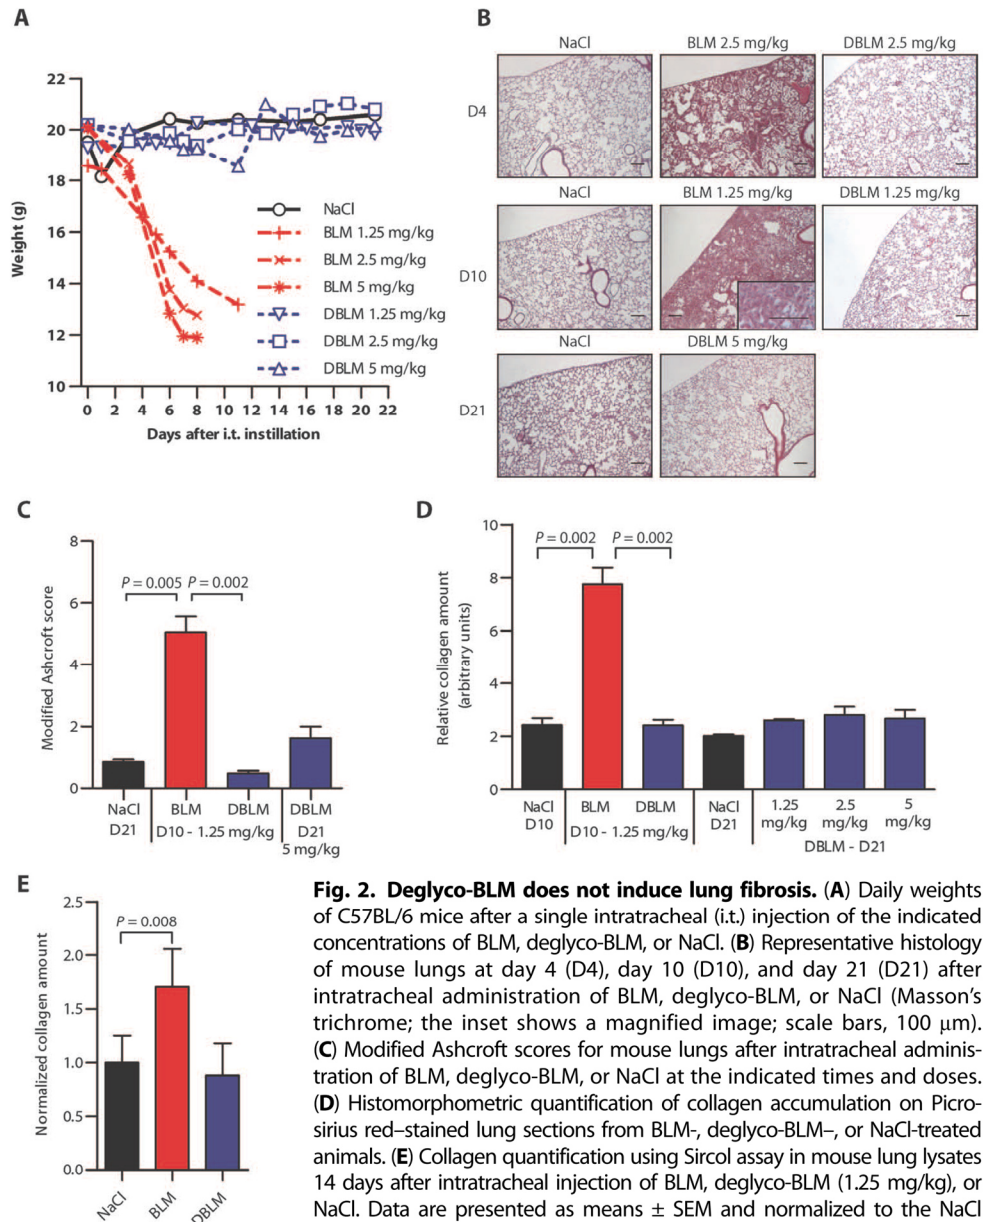 A
Weight (g)
22
20
18
16
14
12
10
0 2 4 6 8 10 12 14 16 18 20 22
Days after i.t. instillation
NaCl
BLM 1.25 mg/kg
BLM 2.5 mg/kg
BLM 5 mg/kg
DBLM 1.25 mg/kg
DBLM 2.5 mg/kg
DBLM 5 mg/kg
B
NaCl BLM 2.5 mg/kg DBLM 2.5 mg/kg
D4
NaCl BLM 1.25 mg/kg DBLM 1.25 mg/kg
D10
NaCl DBLM 5 mg/kg
D21
C
Modified Ashcroft score
8
6
4
2
0
P = 0.005 P = 0.002
NaCl BLM DBLM DBLM
D21 D10 - 1.25 mg/kg D21
5 mg/kg
D
Relative collagen amount
(arbitrary units)
10
8
6
4
2
0
P = 0.002 P = 0.002
NaCl BLM DBLM NaCl 1.25 2.5 5
D10 D10 - 1.25 mg/kg D21 mg/kg mg/kg mg/kg
DBLM - D21
E
Normalized collagen amount
2.5
2.0
1.5
1.0
0.5
0.0
P = 0.008
NaCl BLM DBLM
Fig. 2. Deglyco-BLM does not induce lung fibrosis. (A) Daily weights
of C57BL/6 mice after a single intratracheal (i.t.) injection of the indicated
concentrations of BLM, deglyco-BLM, or NaCl. (B) Representative histology
of mouse lungs at day 4 (D4), day 10 (D10), and day 21 (D21) after
intratracheal administration of BLM, deglyco-BLM, or NaCl (Masson's
trichrome; the inset shows a magnified image; scale bars, 100 μm).
(C) Modified Ashcroft scores for mouse lungs after intratracheal adminis-
tration of BLM, deglyco-BLM, or NaCl at the indicated times and doses.
(D) Histomorphometric quantification of collagen accumulation on Picro-
sirius red–stained lung sections from BLM-, deglyco-BLM–, or NaCl-treated
animals. (E) Collagen quantification using Sircol assay in mouse lung lysates
14 days after intratracheal injection of BLM, deglyco-BLM (1.25 mg/kg), or
NaCl. Data are presented as means ± SEM and normalized to the NaCl